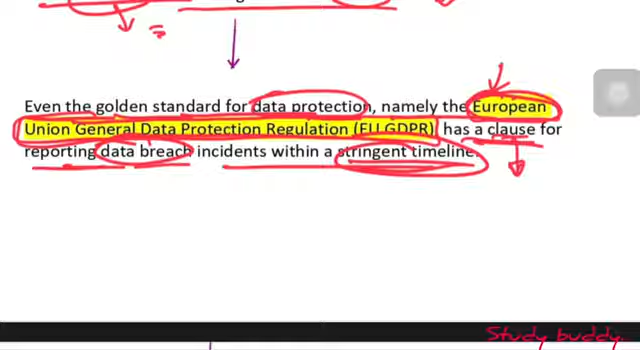 Even the golden standard for data protection, namely the European
Union General Data Protection Regulation (EU GDPR) has a clause for
reporting data breach incidents within a stringent timeline.
Study buddy